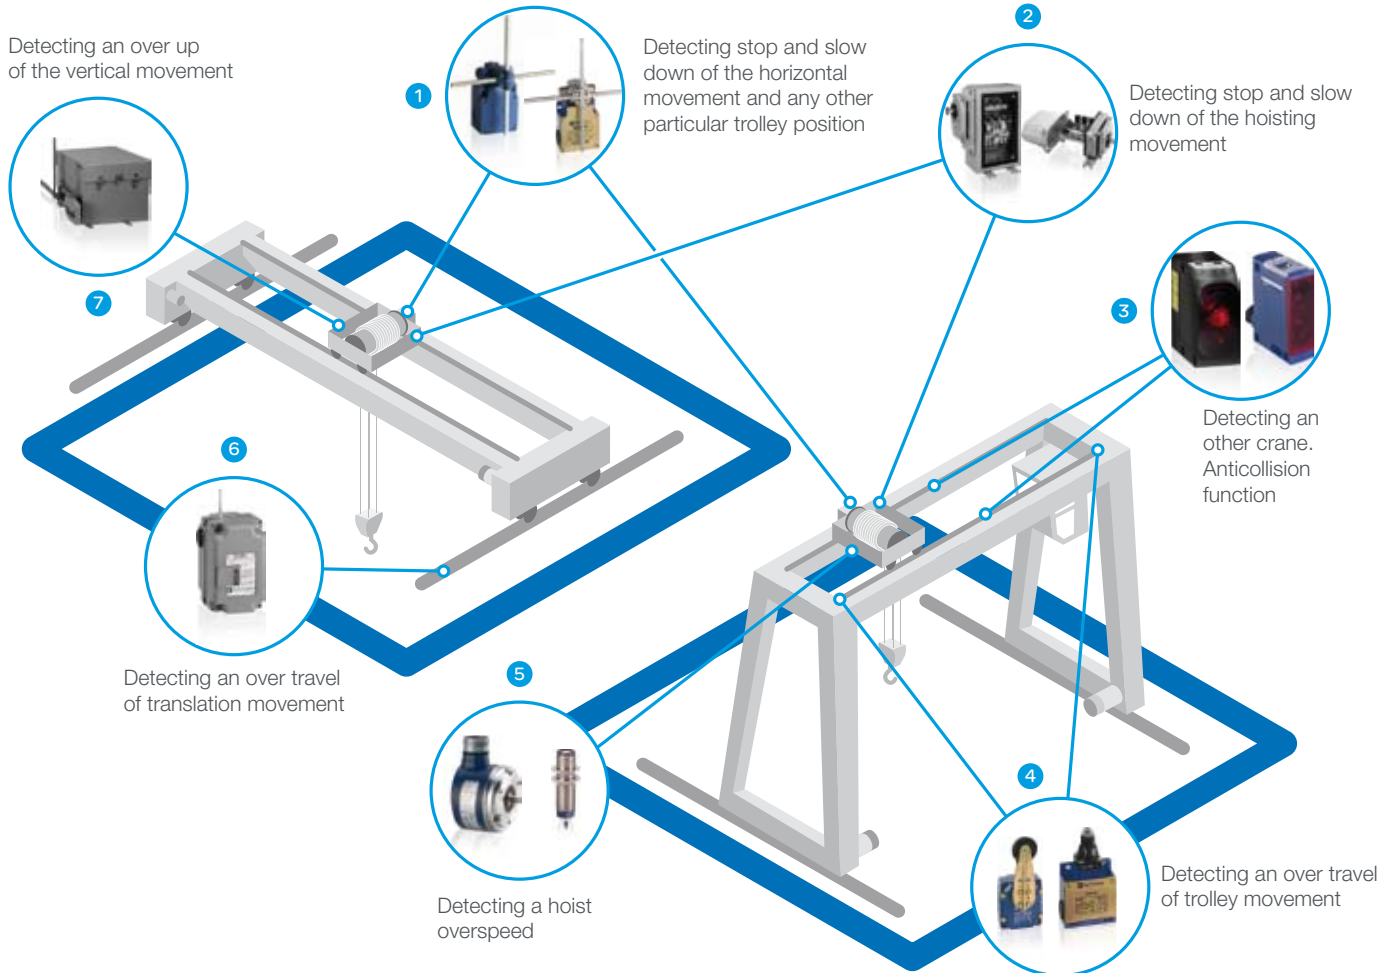 Detecting an over up
of the vertical movement
7
1
Detecting stop and slow
down of the horizontal
movement and any other
particular trolley position
2
Detecting stop and slow
down of the hoisting
movement
3
Detecting an
other crane.
Anticollision
function
6
Detecting an over travel
of translation movement
5
Detecting a hoist
overspeed
4
Detecting an over travel
of trolley movement